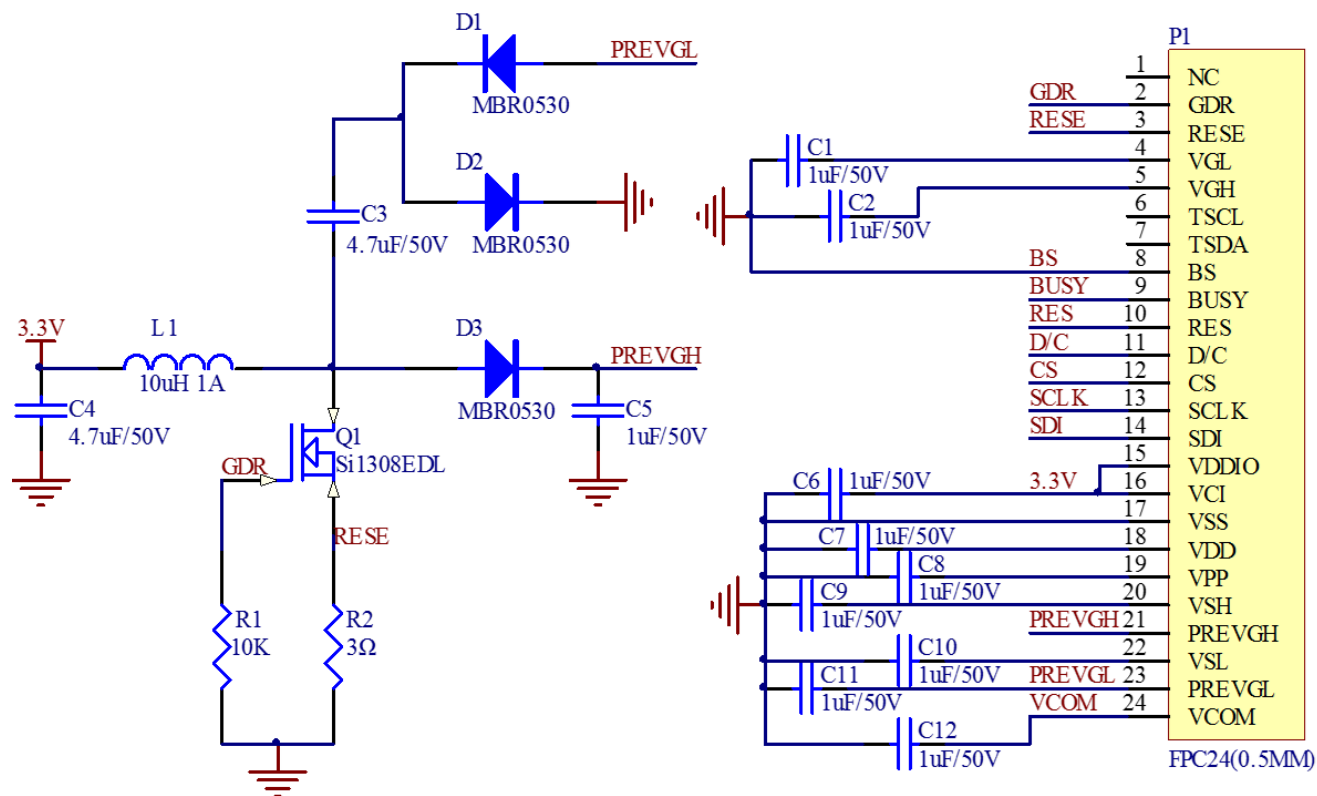 D1
PREVGL
MBR0530
D2
MBR0530
C3
4.7uF/50V
3.3V
L1
10uH 1A
D3
PREVGH
MBR0530
C4
4.7uF/50V
C5
1uF/50V
Q1
Si1308EDL
GDR
RESE
R1
10K
R2
3Ω
P1
1 NC
GDR 2 GDR
RESE 3 RESE
C1 4 VGL
1uF/50V
5 VGH
C2
1uF/50V
6 TSCL
7 TSDA
BS 8 BS
BUSY 9 BUSY
RES 10 RES
D/C 11 D/C
CS 12 CS
SCLK 13 SCLK
SDI 14 SDI
15 VDDIO
C6 1uF/50V 3.3V 16 VCI
17 VSS
C7 1uF/50V 18 VDD
C8 19 VPP
1uF/50V
C9 20 VSH
1uF/50V
PREVGH 21 PREVGH
C10 22 VSL
1uF/50V
C11 PREVGL 23 PREVGL
1uF/50V
VCOM 24 VCOM
C12
1uF/50V
FPC24(0.5MM)